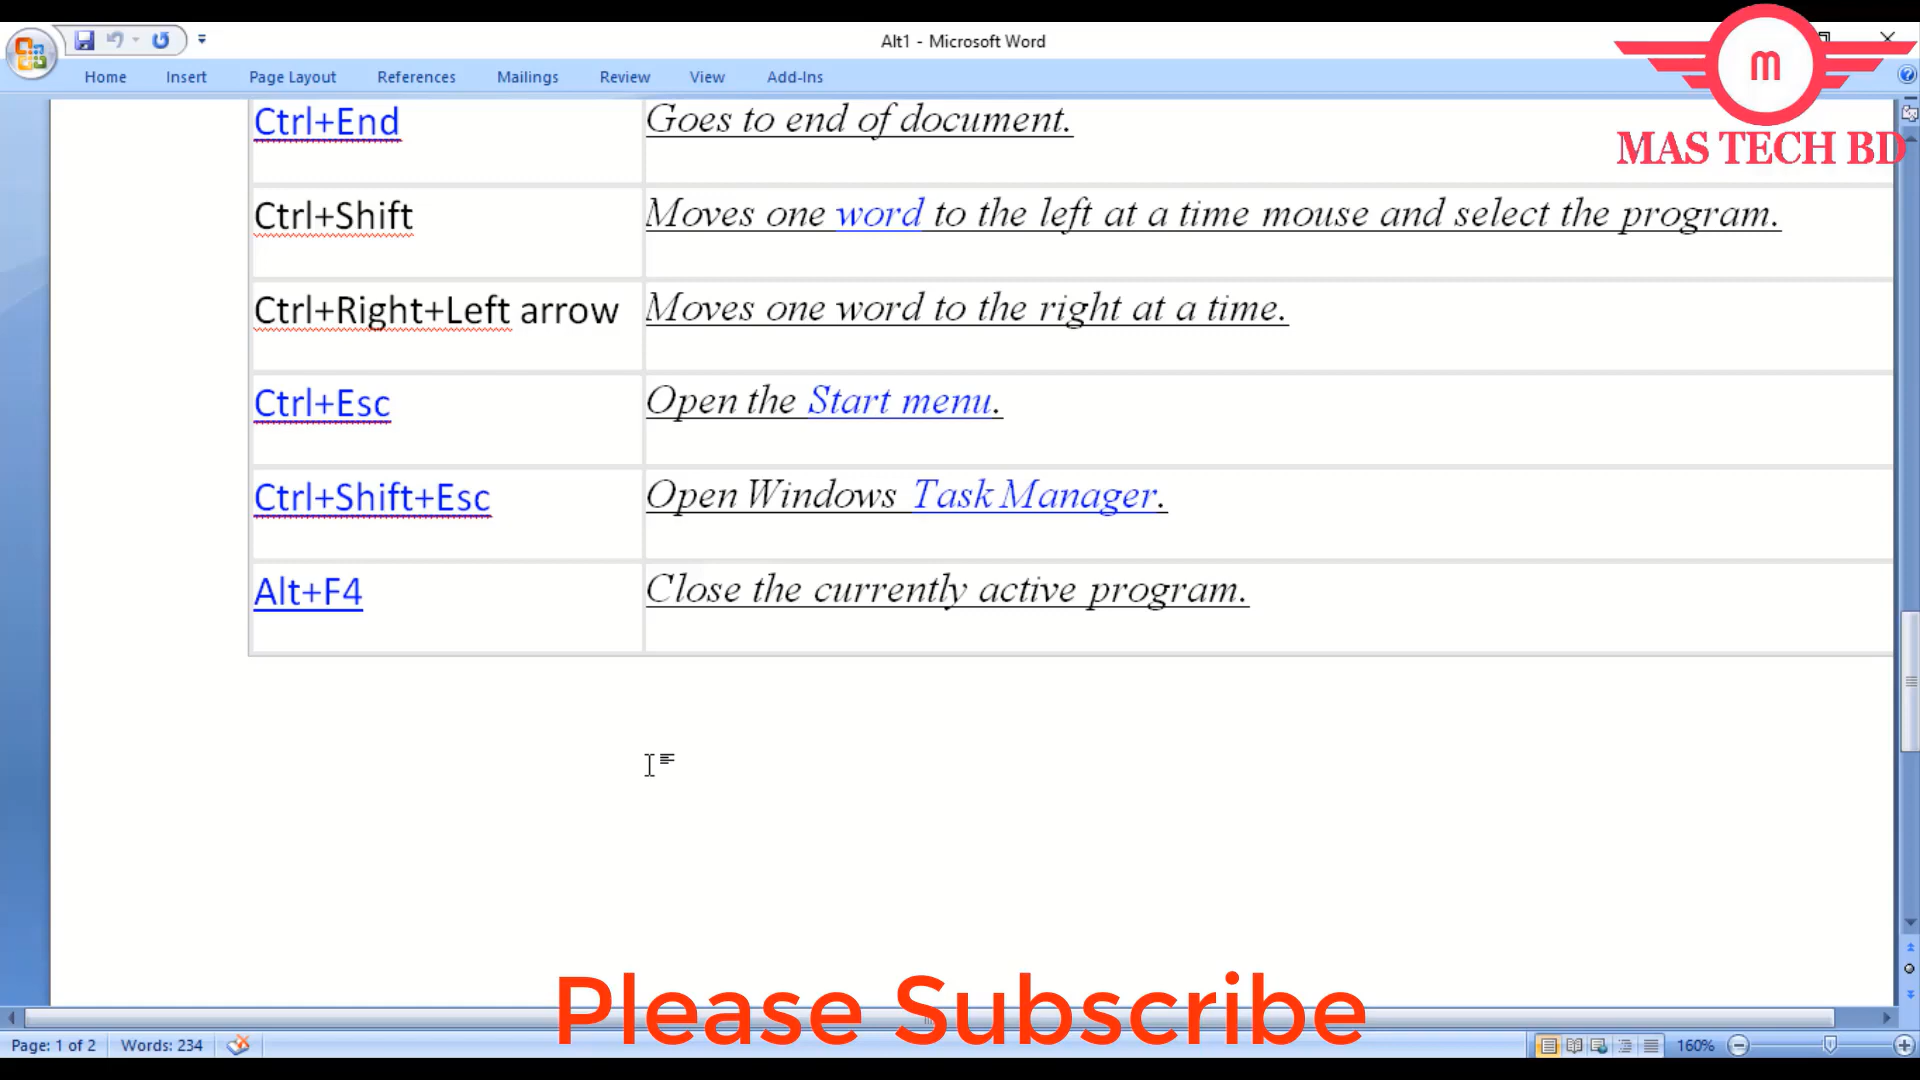 Alt1 - Microsoft Word
Home Insert Page Layout References Mailings Review View Add-Ins
m
MAS TECH BD
Ctrl+End Goes to end of document.
Ctrl+Shift Moves one word to the left at a time mouse and select the program.
Ctrl+Right+Left arrow Moves one word to the right at a time.
Ctrl+Esc Open the Start menu.
Ctrl+Shift+Esc Open Windows Task Manager.
Alt+F4 Close the currently active program.
Please Subscribe
Page: 1 of 2 Words: 234 160%